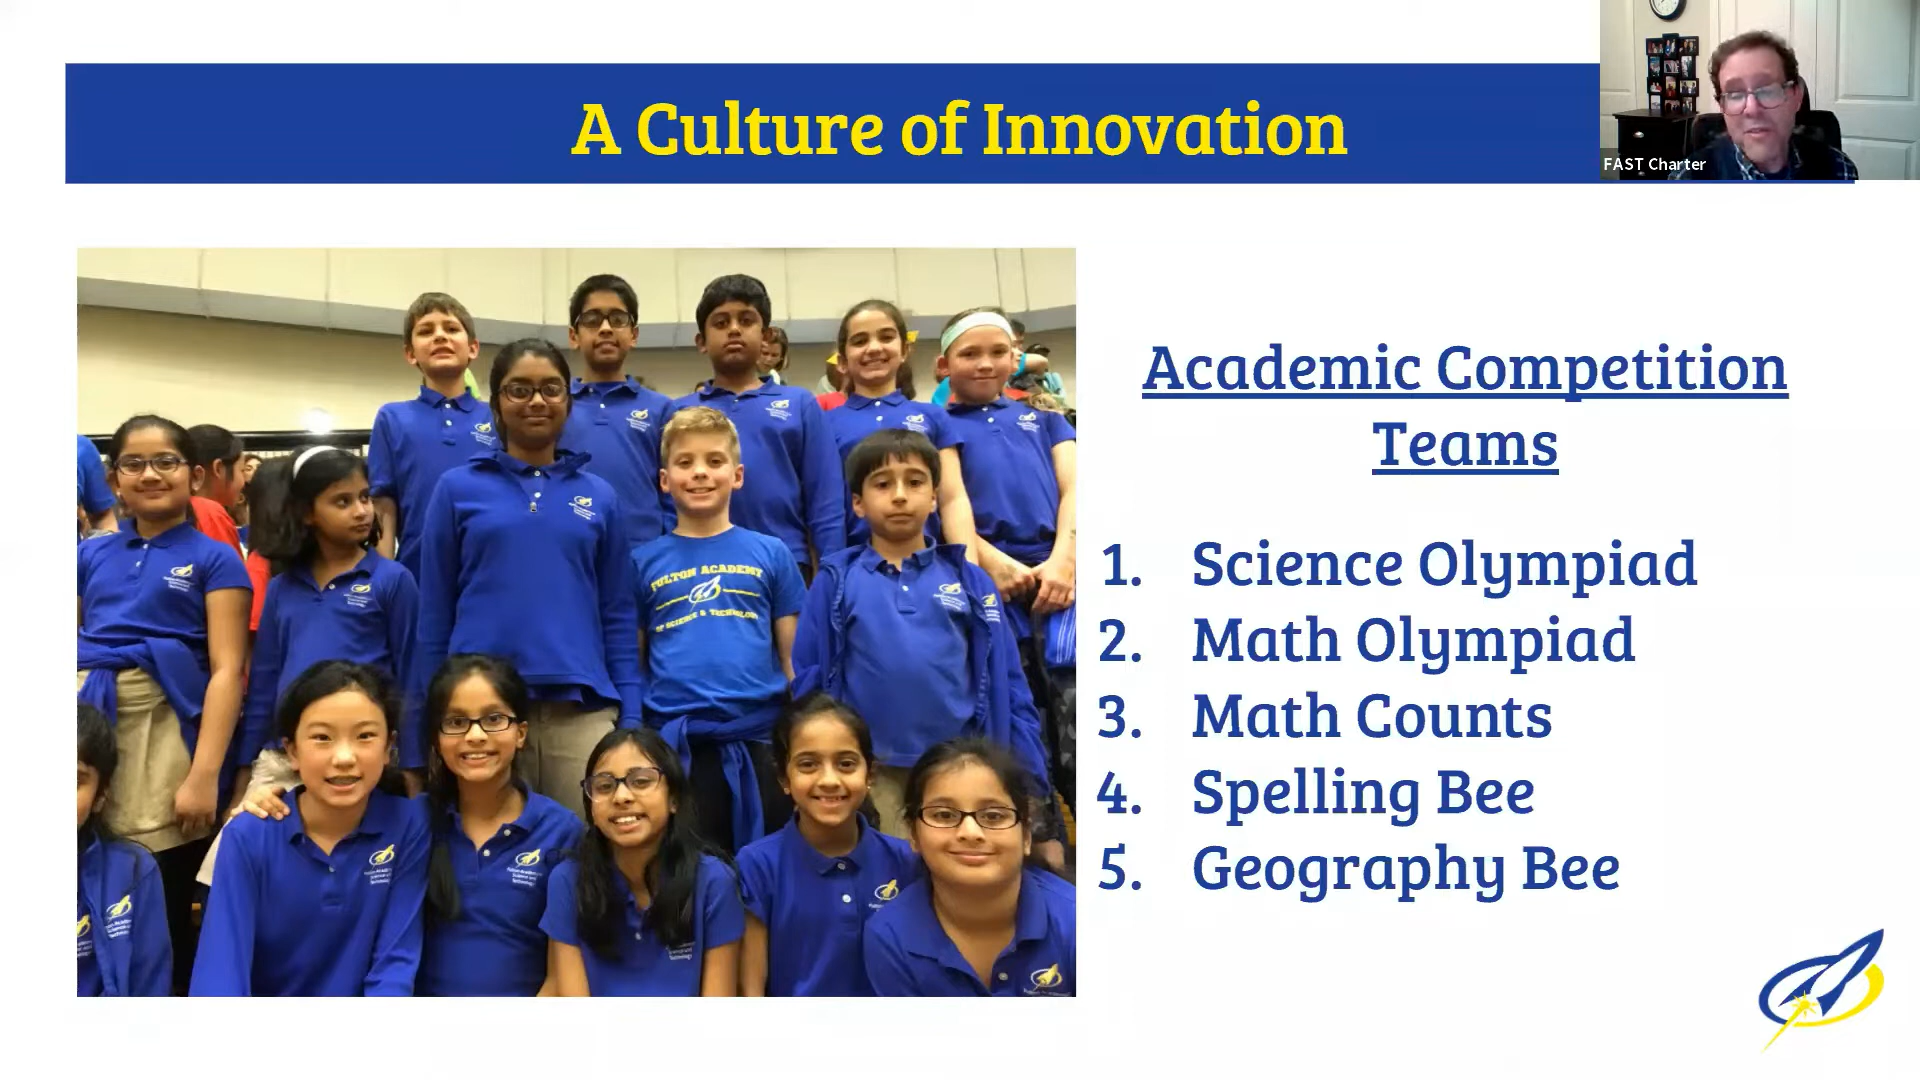 A Culture of Innovation
FAST Charter
Academic Competition
Teams
1. Science Olympiad
2. Math Olympiad
3. Math Counts
4. Spelling Bee
5. Geography Bee
FULTON ACADEMY
OF SCIENCE & TECHNOLOGY